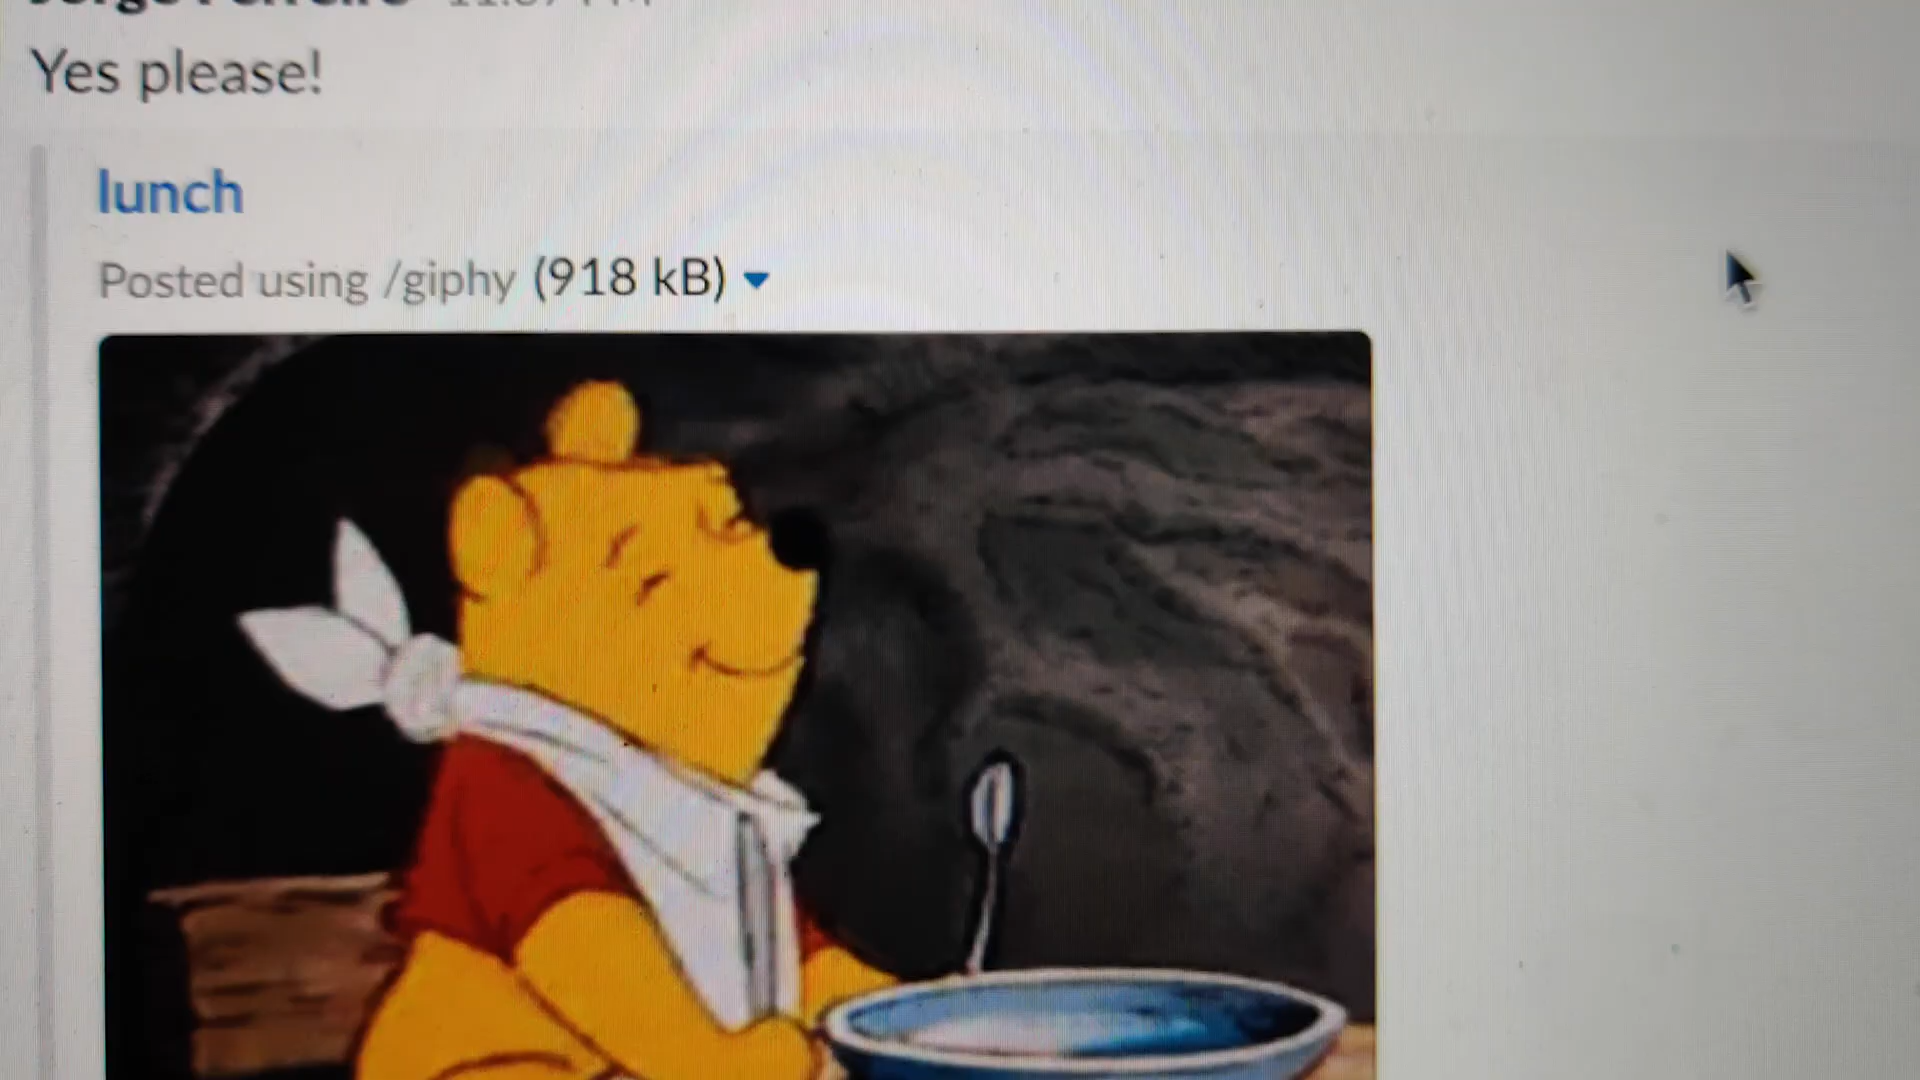 Yes please!
lunch
Posted using /giphy (918 kB)